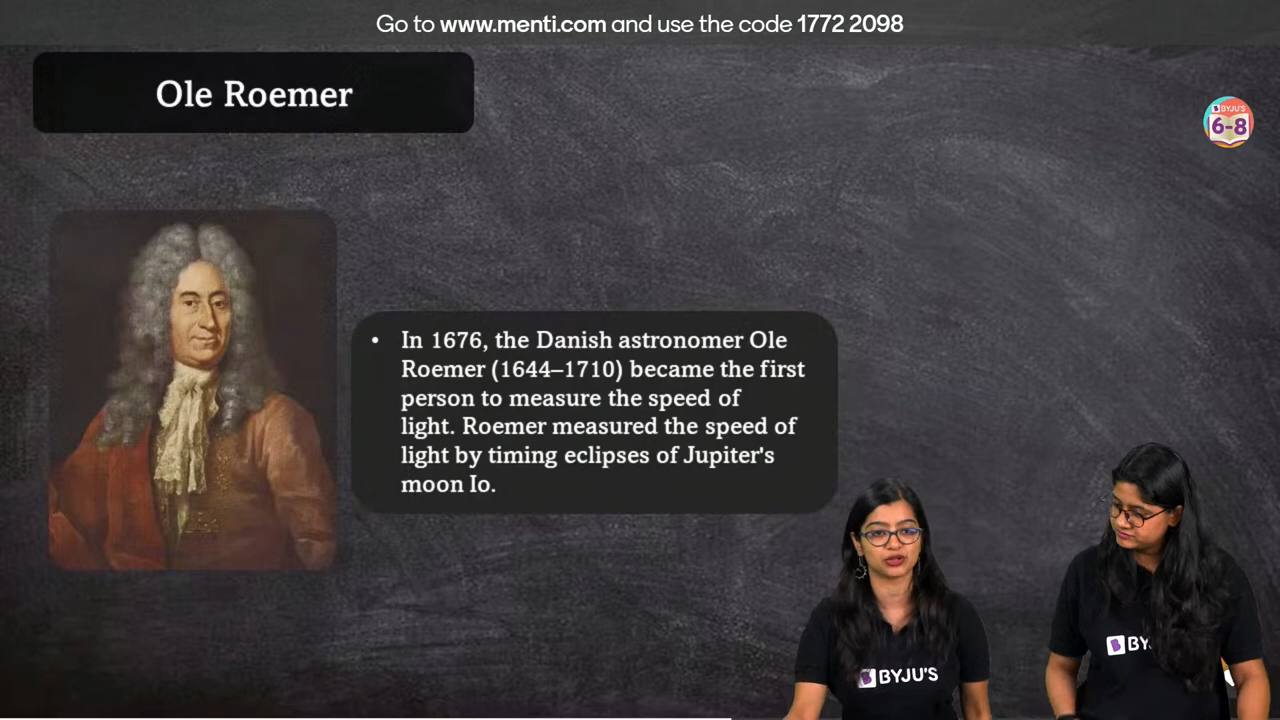 Go to www.menti.com and use the code 1772 2098
Ole Roemer
BYJU'S
6-8
• In 1676, the Danish astronomer Ole
Roemer (1644–1710) became the first
person to measure the speed of
light. Roemer measured the speed of
light by timing eclipses of Jupiter's
moon Io.
BYJU'S
BYJ